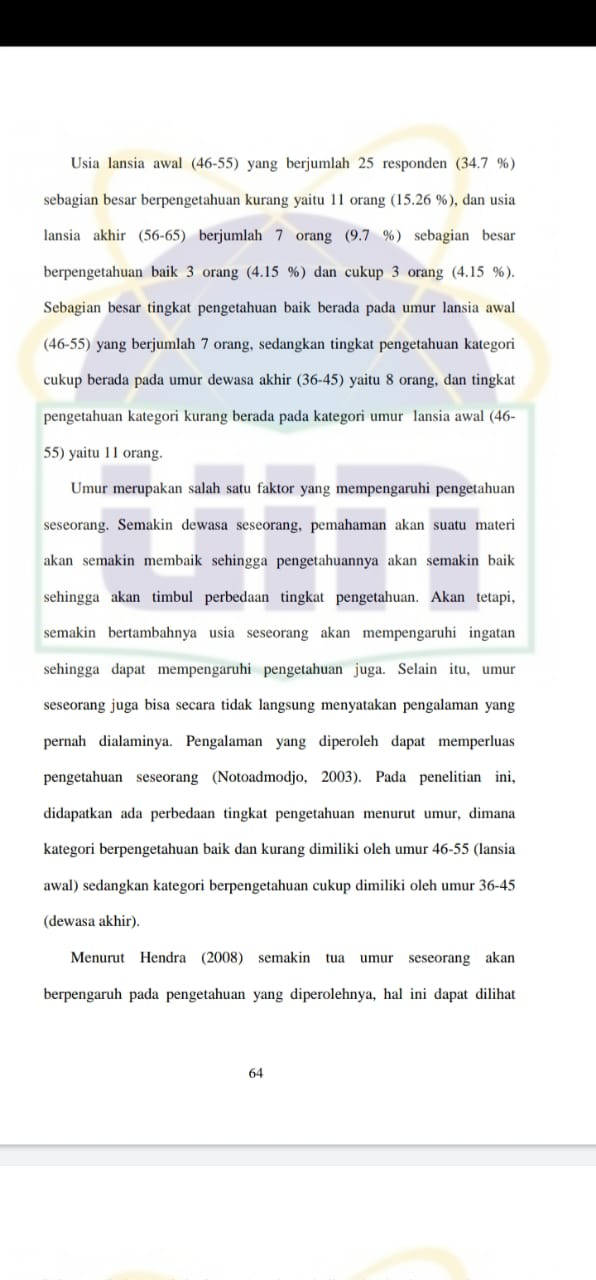 Usia lansia awal (46-55) yang berjumlah 25 responden (34.7 %)
sebagian besar berpengetahuan kurang yaitu 11 orang (15.26 %), dan usia
lansia akhir (56-65) berjumlah 7 orang (9.7 %) sebagian besar
berpengetahuan baik 3 orang (4.15 %) dan cukup 3 orang (4.15 %).
Sebagian besar tingkat pengetahuan baik berada pada umur lansia awal
(46-55) yang berjumlah 7 orang, sedangkan tingkat pengetahuan kategori
cukup berada pada umur dewasa akhir (36-45) yaitu 8 orang, dan tingkat
pengetahuan kategori kurang berada pada kategori umur lansia awal (46-
55) yaitu 11 orang.
Umur merupakan salah satu faktor yang mempengaruhi pengetahuan
seseorang. Semakin dewasa seseorang, pemahaman akan suatu materi
akan semakin membaik sehingga pengetahuannya akan semakin baik
sehingga akan timbul perbedaan tingkat pengetahuan. Akan tetapi,
semakin bertambahnya usia seseorang akan mempengaruhi ingatan
sehingga dapat mempengaruhi pengetahuan juga. Selain itu, umur
seseorang juga bisa secara tidak langsung menyatakan pengalaman yang
pernah dialaminya. Pengalaman yang diperoleh dapat memperluas
pengetahuan seseorang (Notoadmodjo, 2003). Pada penelitian ini,
didapatkan ada perbedaan tingkat pengetahuan menurut umur, dimana
kategori berpengetahuan baik dan kurang dimiliki oleh umur 46-55 (lansia
awal) sedangkan kategori berpengetahuan cukup dimiliki oleh umur 36-45
(dewasa akhir).
Menurut Hendra (2008) semakin tua umur seseorang akan
berpengaruh pada pengetahuan yang diperolehnya, hal ini dapat dilihat
64
uin